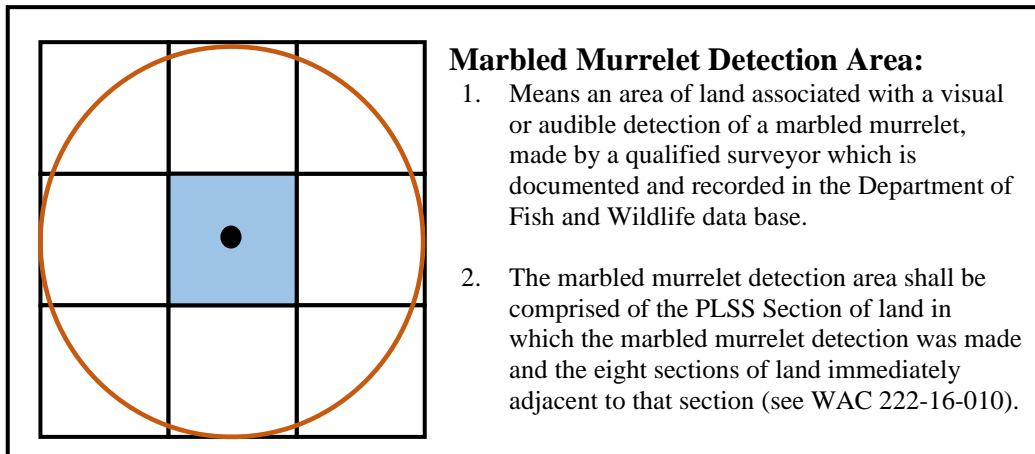 Marbled Murrelet Detection Area:
1. Means an area of land associated with a visual
or audible detection of a marbled murrelet,
made by a qualified surveyor which is
documented and recorded in the Department of
Fish and Wildlife data base.
2. The marbled murrelet detection area shall be
comprised of the PLSS Section of land in
which the marbled murrelet detection was made
and the eight sections of land immediately
adjacent to that section (see WAC 222-16-010).